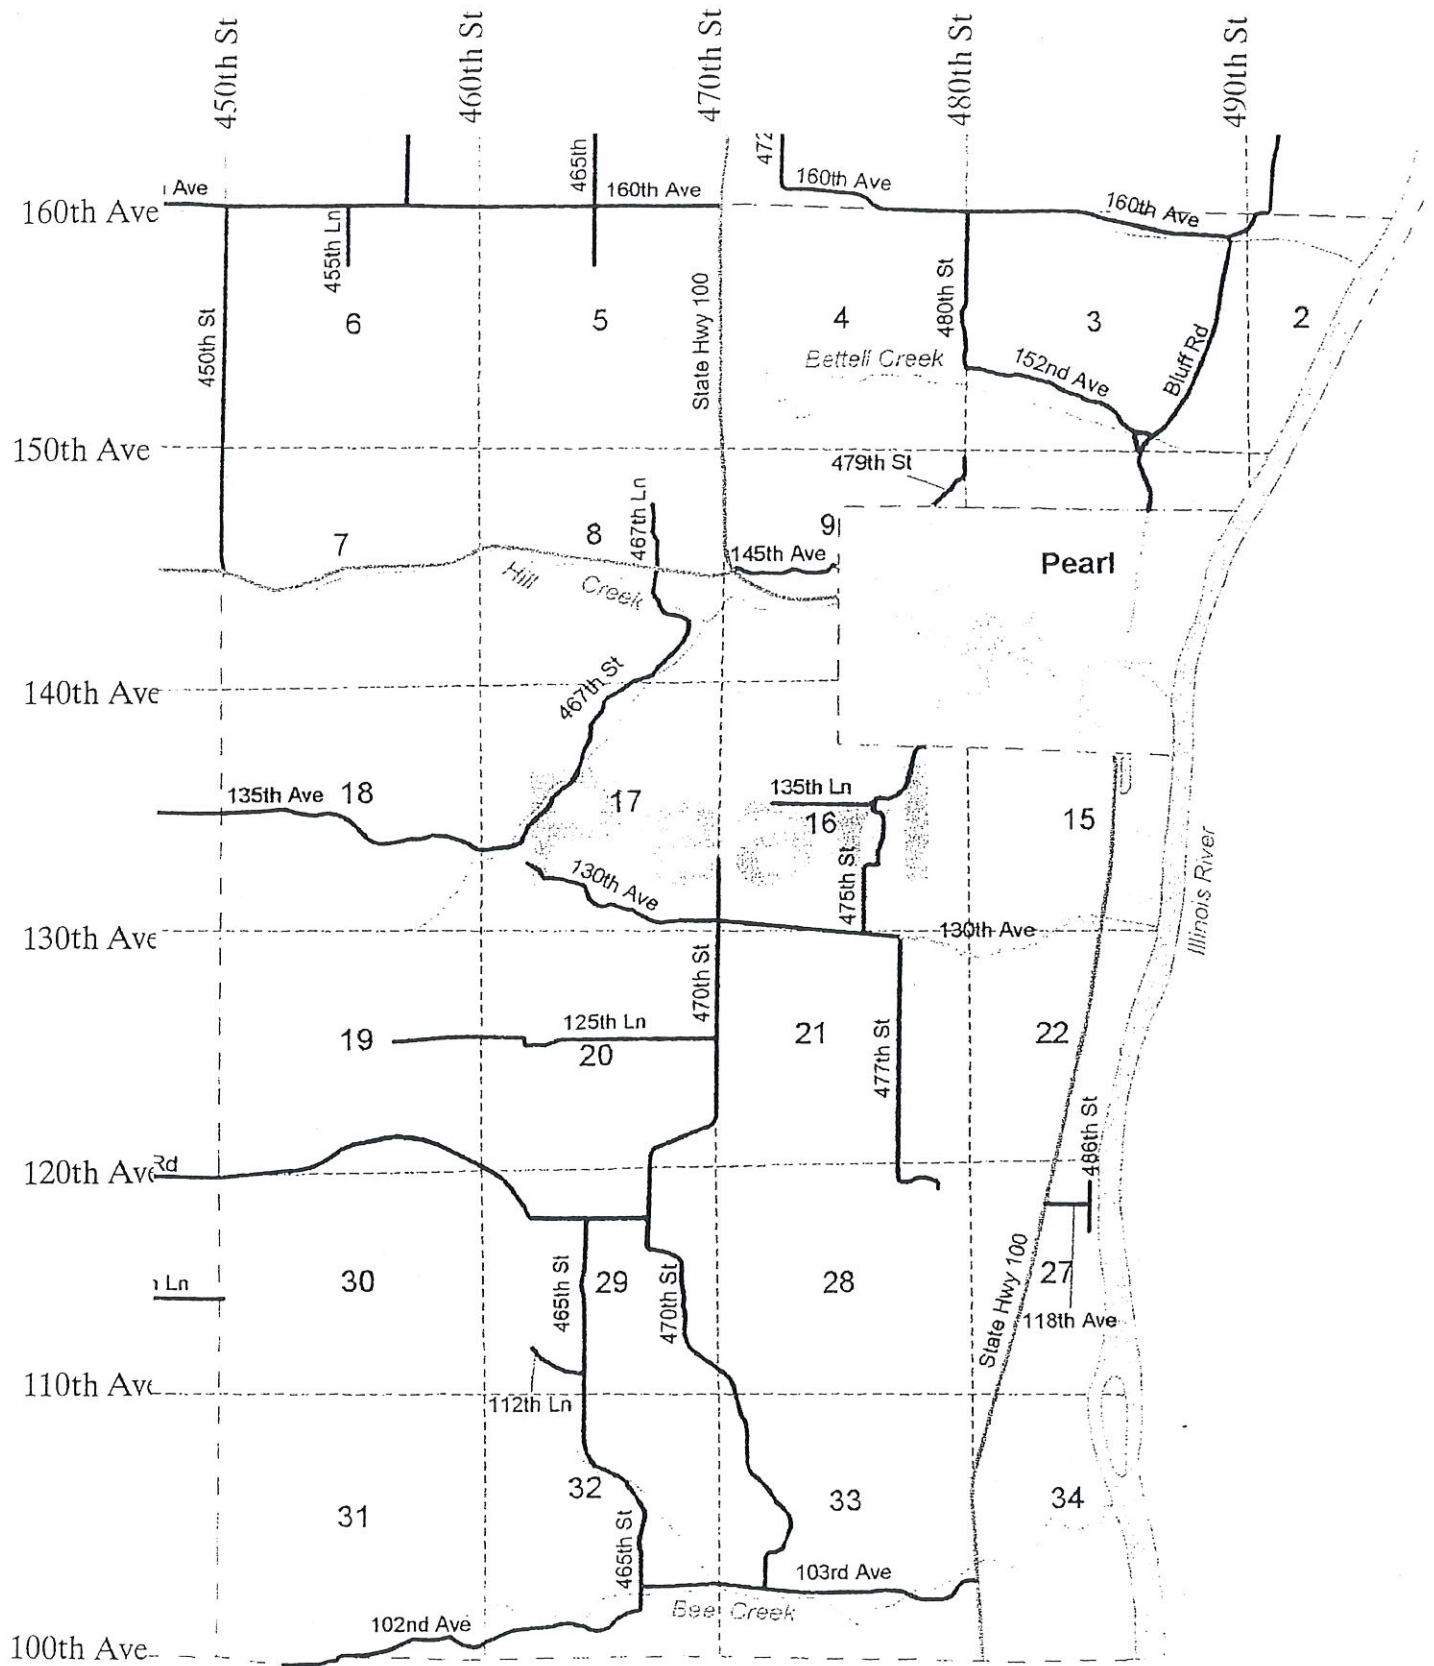 450th St
460th St
470th St
480th St
490th St
Ave
465th
160th Ave
472
160th Ave
160th Ave
160th Ave
455th Ln
450th St
6
5
State Hwy 100
4
480th St
3
2
Bettell Creek
152nd Ave
Bluff Rd
150th Ave
479th St
7
8
467th Ln
9
145th Ave
Pearl
Hill Creek
140th Ave
467th St
135th Ave
18
17
135th Ln
16
15
475th St
130th Ave
Illinois River
130th Ave
130th Ave
470th St
19
125th Ln
20
21
477th St
22
486th St
120th Ave
Rd
30
465th St
29
470th St
28
State Hwy 100
27
Ln
118th Ave
110th Ave
112th Ln
31
32
33
34
465th St
103rd Ave
Bee Creek
102nd Ave
100th Ave